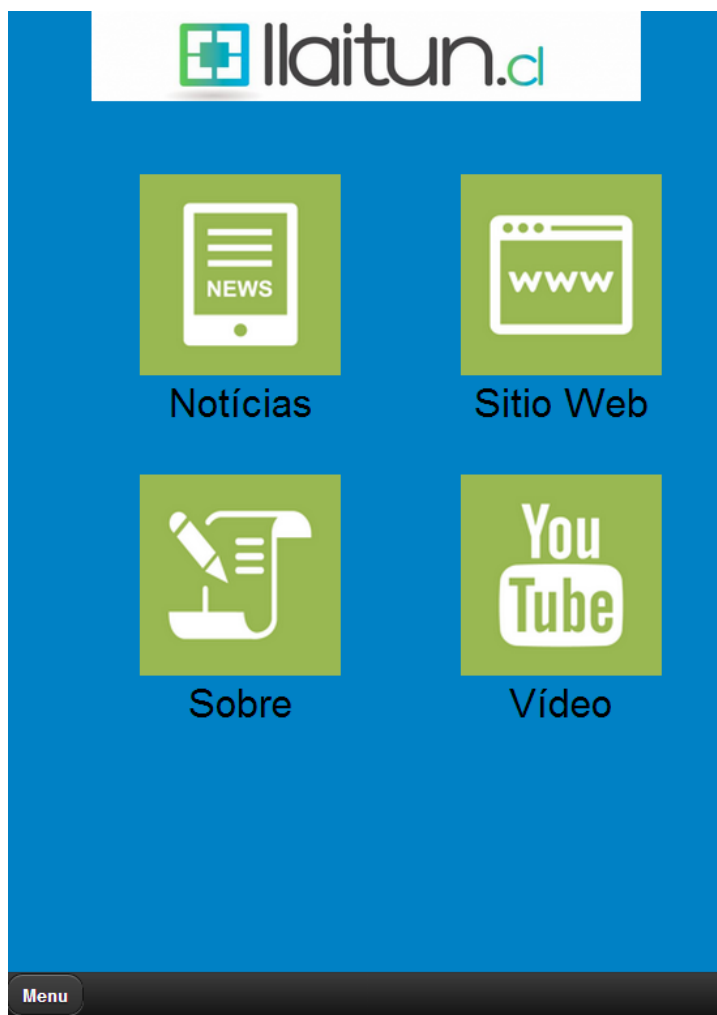 llaitun.cl
NEWS
www
Notícias
Sitio Web
You
Tube
Sobre
Vídeo
Menu